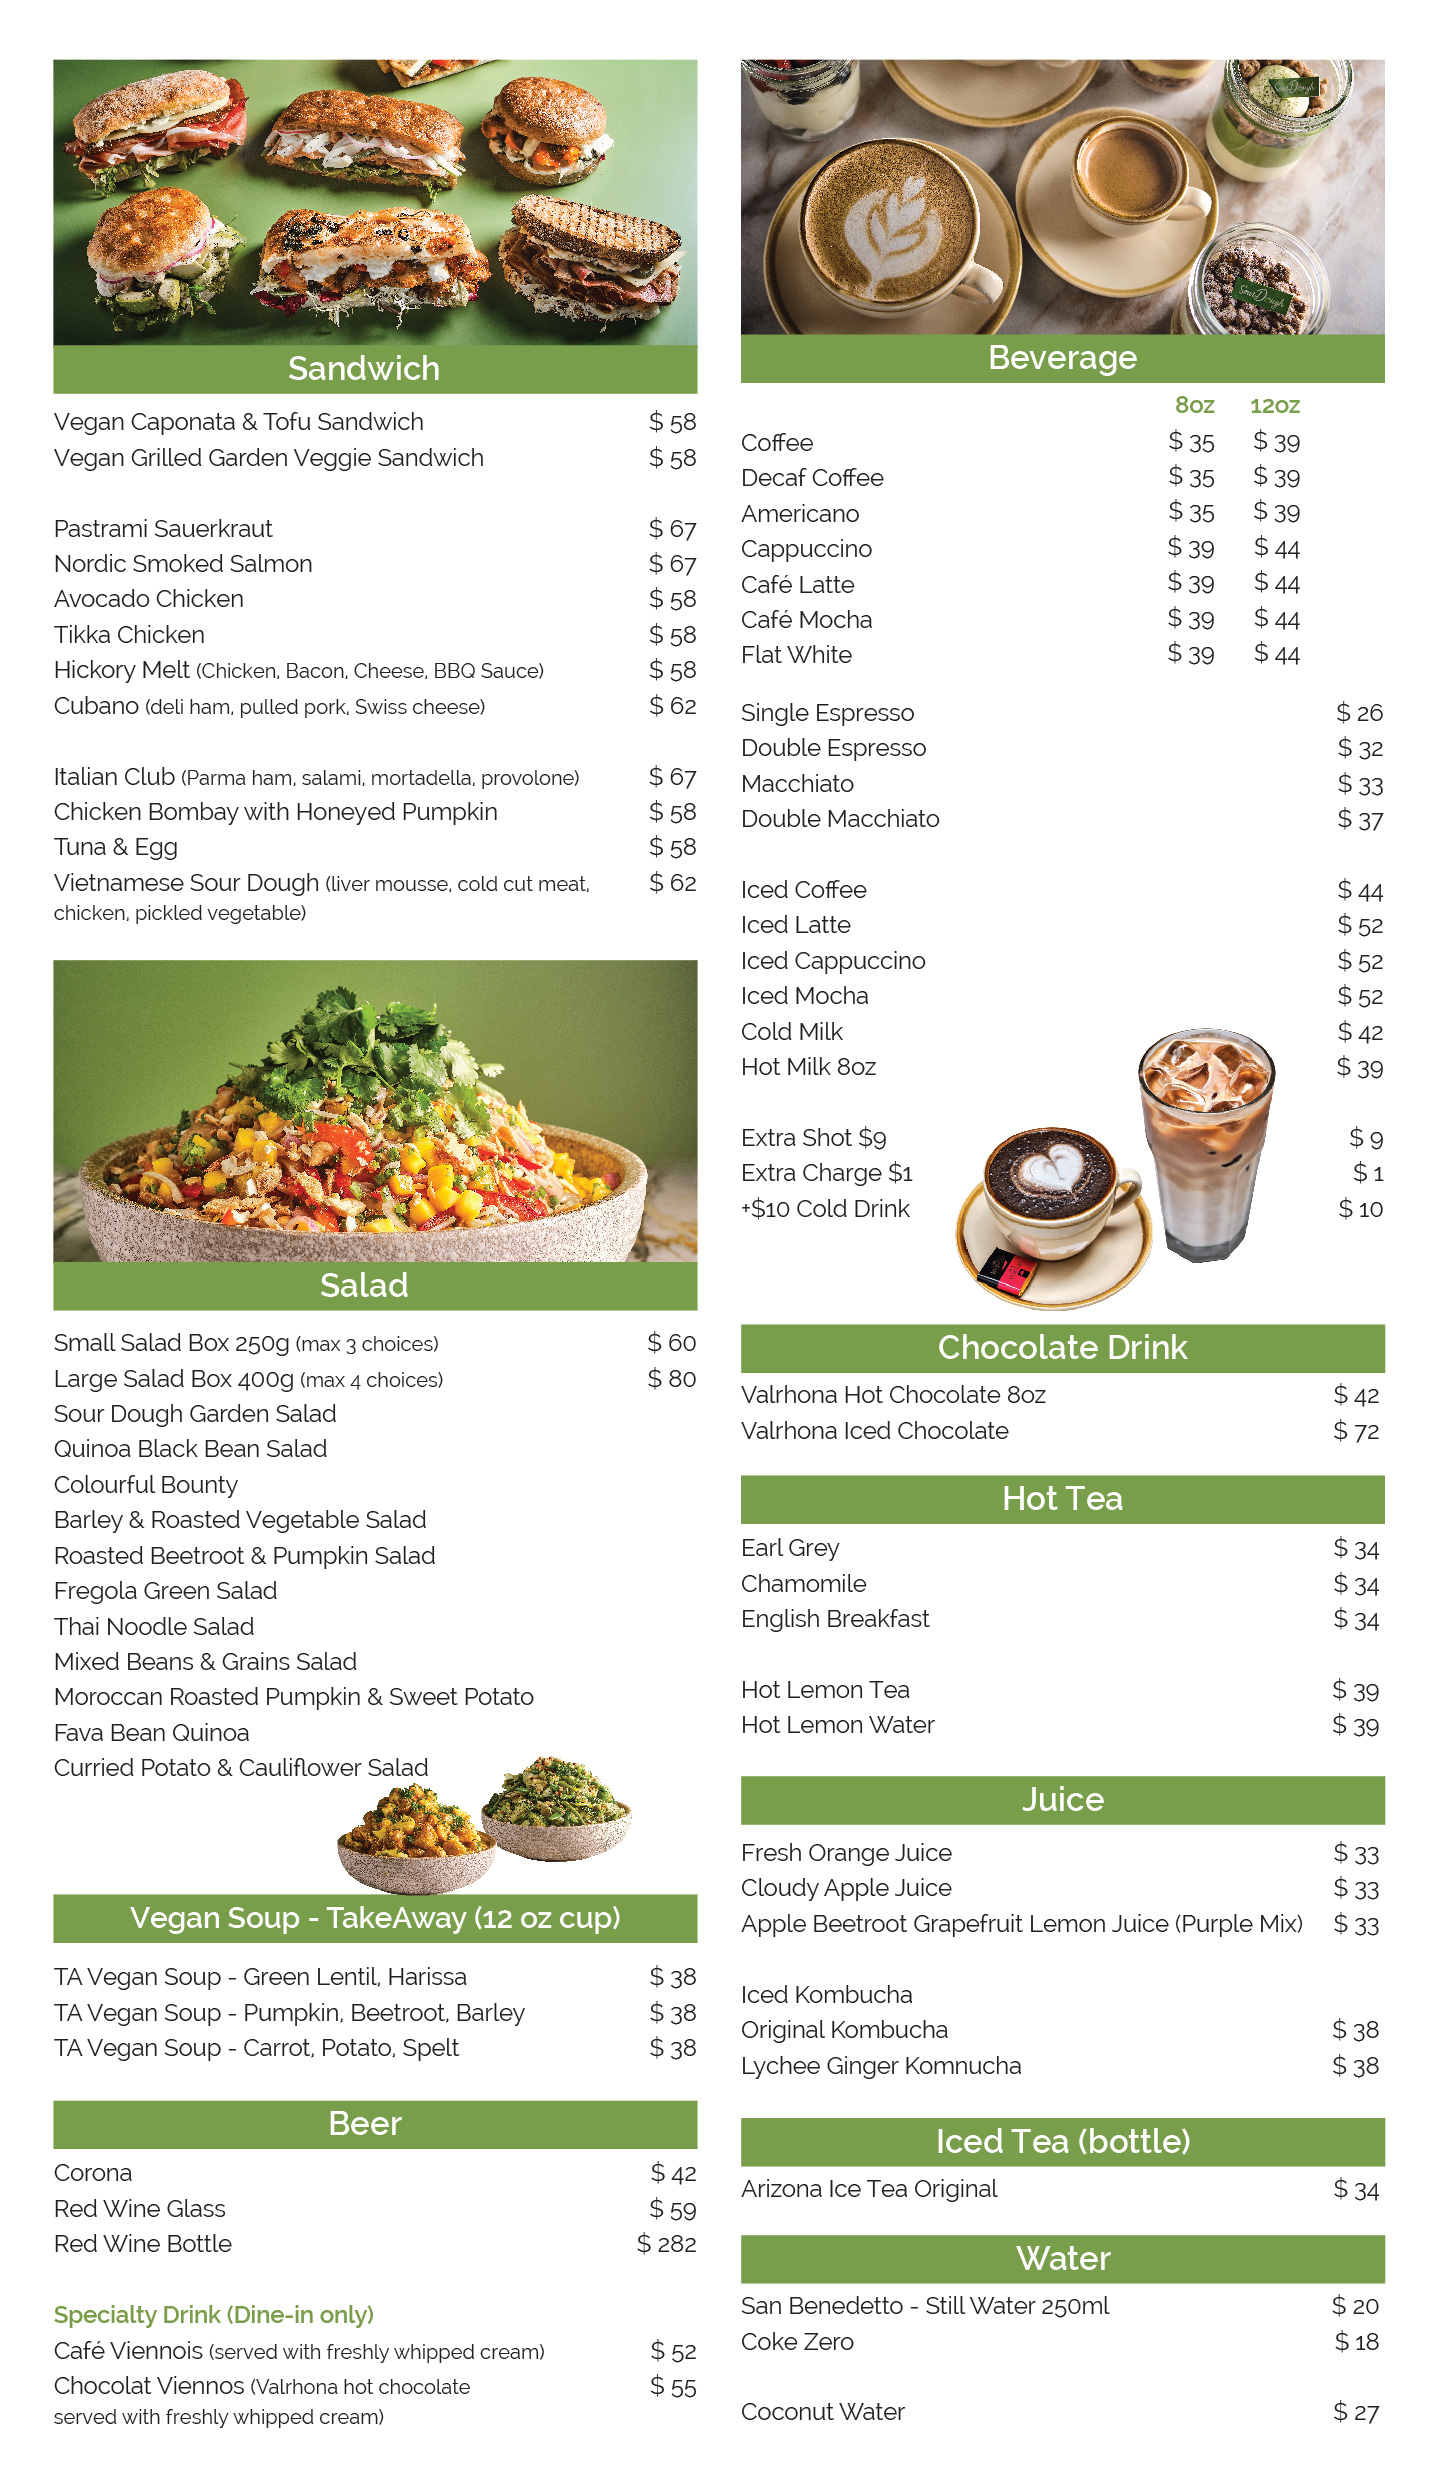 Sandwich
Vegan Caponata & Tofu Sandwich $ 58
Vegan Grilled Garden Veggie Sandwich $ 58
Pastrami Sauerkraut $ 67
Nordic Smoked Salmon $ 67
Avocado Chicken $ 58
Tikka Chicken $ 58
Hickory Melt (Chicken, Bacon, Cheese, BBQ Sauce) $ 58
Cubano (deli ham, pulled pork, Swiss cheese) $ 62
Italian Club (Parma ham, salami, mortadella, provolone) $ 67
Chicken Bombay with Honeyed Pumpkin $ 58
Tuna & Egg $ 58
Vietnamese Sour Dough (liver mousse, cold cut meat, $ 62
chicken, pickled vegetable)
Salad
Small Salad Box 250g (max 3 choices) $ 60
Large Salad Box 400g (max 4 choices) $ 80
Sour Dough Garden Salad
Quinoa Black Bean Salad
Colourful Bounty
Barley & Roasted Vegetable Salad
Roasted Beetroot & Pumpkin Salad
Fregola Green Salad
Thai Noodle Salad
Mixed Beans & Grains Salad
Moroccan Roasted Pumpkin & Sweet Potato
Fava Bean Quinoa
Curried Potato & Cauliflower Salad
Vegan Soup - TakeAway (12 oz cup)
TA Vegan Soup - Green Lentil, Harissa $ 38
TA Vegan Soup - Pumpkin, Beetroot, Barley $ 38
TA Vegan Soup - Carrot, Potato, Spelt $ 38
Beer
Corona $ 42
Red Wine Glass $ 59
Red Wine Bottle $ 282
Specialty Drink (Dine-in only)
Café Viennois (served with freshly whipped cream) $ 52
Chocolat Viennos (Valrhona hot chocolate $ 55
served with freshly whipped cream)
Sour Dough
Sour Dough
Beverage
8oz 12oz
Coffee $ 35 $ 39
Decaf Coffee $ 35 $ 39
Americano $ 35 $ 39
Cappuccino $ 39 $ 44
Café Latte $ 39 $ 44
Café Mocha $ 39 $ 44
Flat White $ 39 $ 44
Single Espresso $ 26
Double Espresso $ 32
Macchiato $ 33
Double Macchiato $ 37
Iced Coffee $ 44
Iced Latte $ 52
Iced Cappuccino $ 52
Iced Mocha $ 52
Cold Milk $ 42
Hot Milk 8oz $ 39
Extra Shot $9 $ 9
Extra Charge $1 $ 1
+$10 Cold Drink $ 10
Chocolate Drink
Valrhona Hot Chocolate 8oz $ 42
Valrhona Iced Chocolate $ 72
Hot Tea
Earl Grey $ 34
Chamomile $ 34
English Breakfast $ 34
Hot Lemon Tea $ 39
Hot Lemon Water $ 39
Juice
Fresh Orange Juice $ 33
Cloudy Apple Juice $ 33
Apple Beetroot Grapefruit Lemon Juice (Purple Mix) $ 33
Iced Kombucha
Original Kombucha $ 38
Lychee Ginger Komnucha $ 38
Iced Tea (bottle)
Arizona Ice Tea Original $ 34
Water
San Benedetto - Still Water 250ml $ 20
Coke Zero $ 18
Coconut Water $ 27